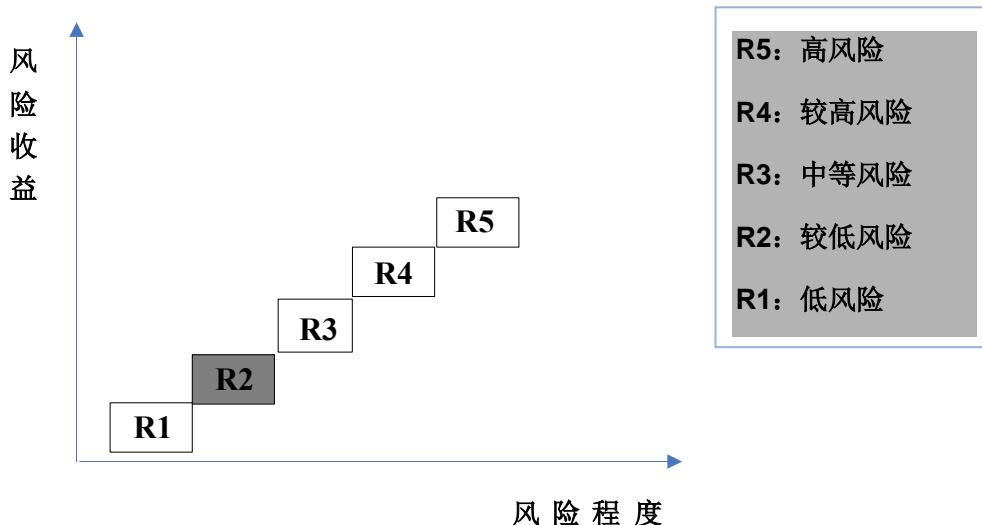 风险收益
R5
R4
R3
R2
R1
风 险 程 度
R5：高风险
R4：较高风险
R3：中等风险
R2：较低风险
R1：低风险